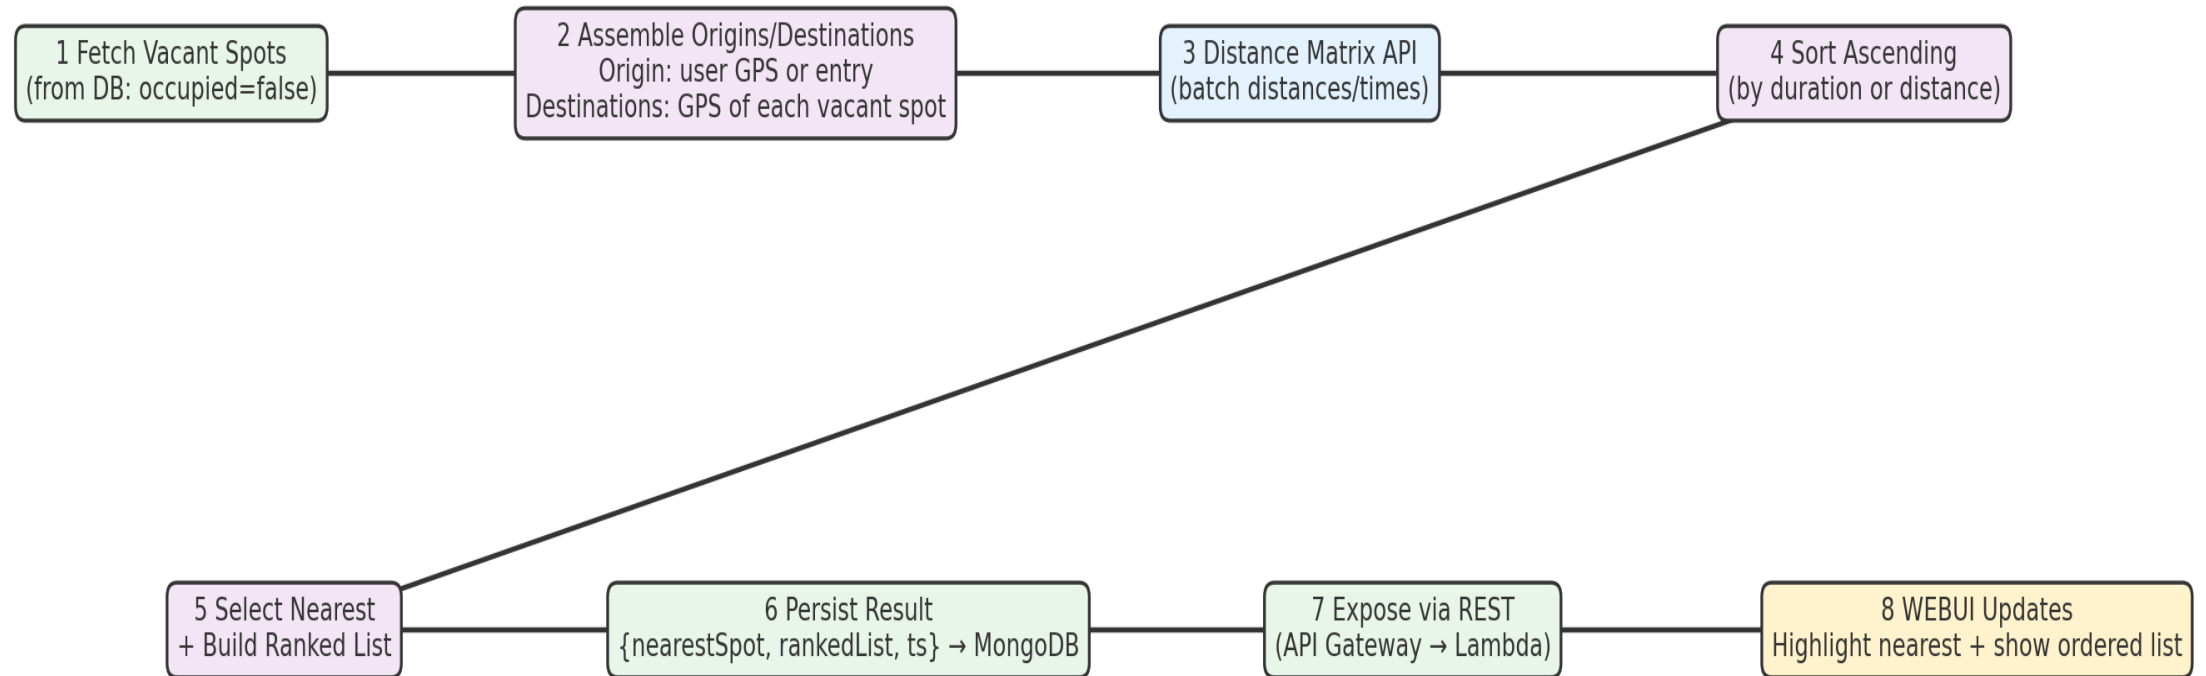 1 Fetch Vacant Spots
(from DB: occupied=false)
2 Assemble Origins/Destinations
Origin: user GPS or entry
Destinations: GPS of each vacant spot
3 Distance Matrix API
(batch distances/times)
4 Sort Ascending
(by duration or distance)
5 Select Nearest
+ Build Ranked List
6 Persist Result
{nearestSpot, rankedList, ts} → MongoDB
7 Expose via REST
(API Gateway → Lambda)
8 WEBUI Updates
Highlight nearest + show ordered list